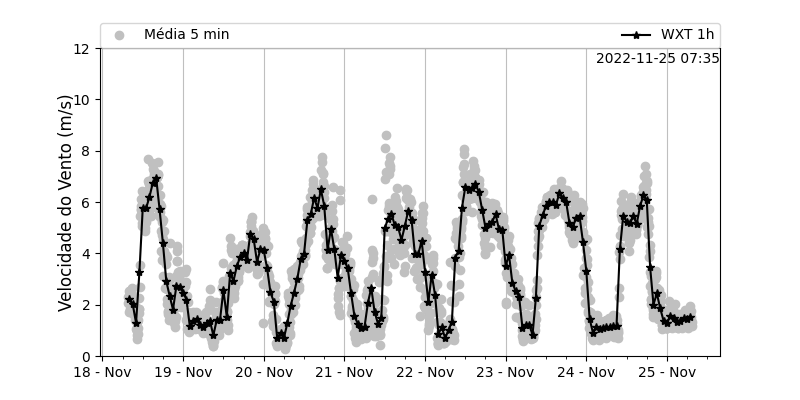 Média 5 min
WXT 1h
2022-11-25 07:35
Velocidade do Vento (m/s)
12
10
8
6
4
2
0
18 - Nov
19 - Nov
20 - Nov
21 - Nov
22 - Nov
23 - Nov
24 - Nov
25 - Nov